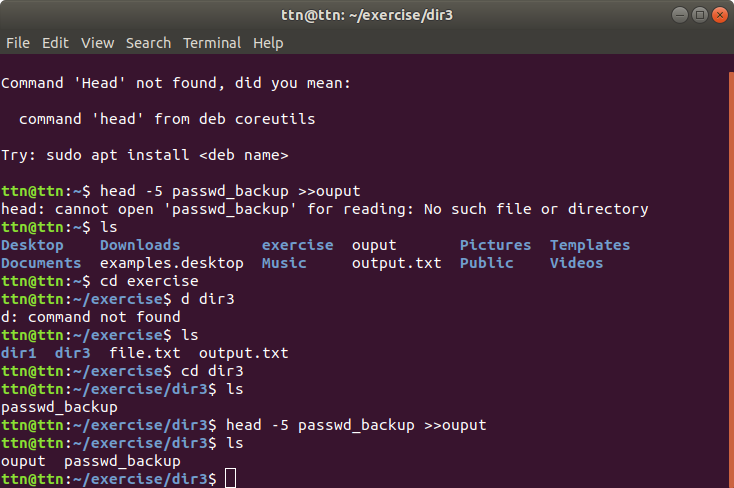 ttn@ttn: ~/exercise/dir3
File Edit View Search Terminal Help
Command 'Head' not found, did you mean:
command 'head' from deb coreutils
Try: sudo apt install <deb name>
ttn@ttn:~$ head -5 passwd_backup >>ouput
head: cannot open 'passwd_backup' for reading: No such file or directory
ttn@ttn:~$ ls
Desktop Downloads exercise ouput Pictures Templates
Documents examples.desktop Music output.txt Public Videos
ttn@ttn:~$ cd exercise
ttn@ttn:~/exercise$ d dir3
d: command not found
ttn@ttn:~/exercise$ ls
dir1 dir3 file.txt output.txt
ttn@ttn:~/exercise$ cd dir3
ttn@ttn:~/exercise/dir3$ ls
passwd_backup
ttn@ttn:~/exercise/dir3$ head -5 passwd_backup >>ouput
ttn@ttn:~/exercise/dir3$ ls
ouput passwd_backup
ttn@ttn:~/exercise/dir3$